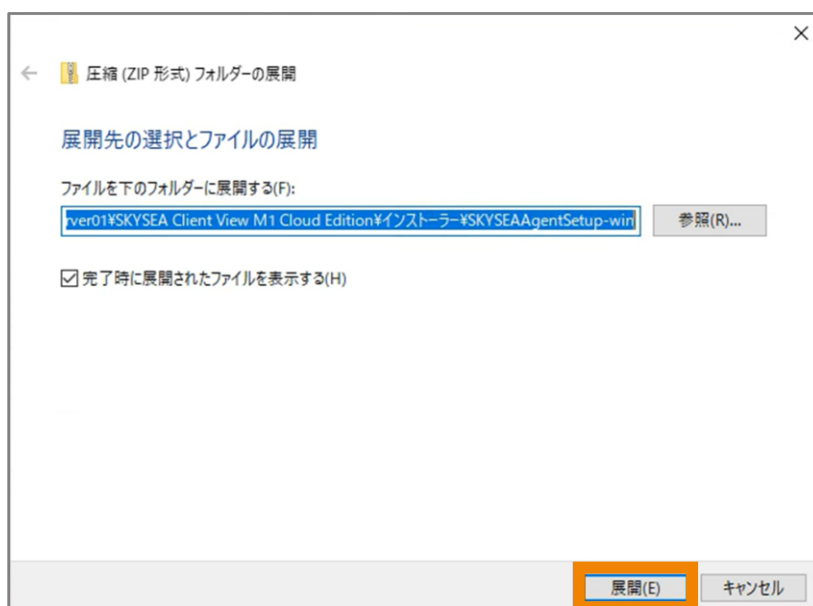 圧縮 (ZIP 形式) フォルダーの展開
展開先の選択とファイルの展開
ファイルを下のフォルダーに展開する(F):
rver01¥SKYSEA Client View M1 Cloud Edition¥インストーラー¥SKYSEAAgentSetup-win
参照(R)...
完了時に展開されたファイルを表示する(H)
展開(E)
キャンセル